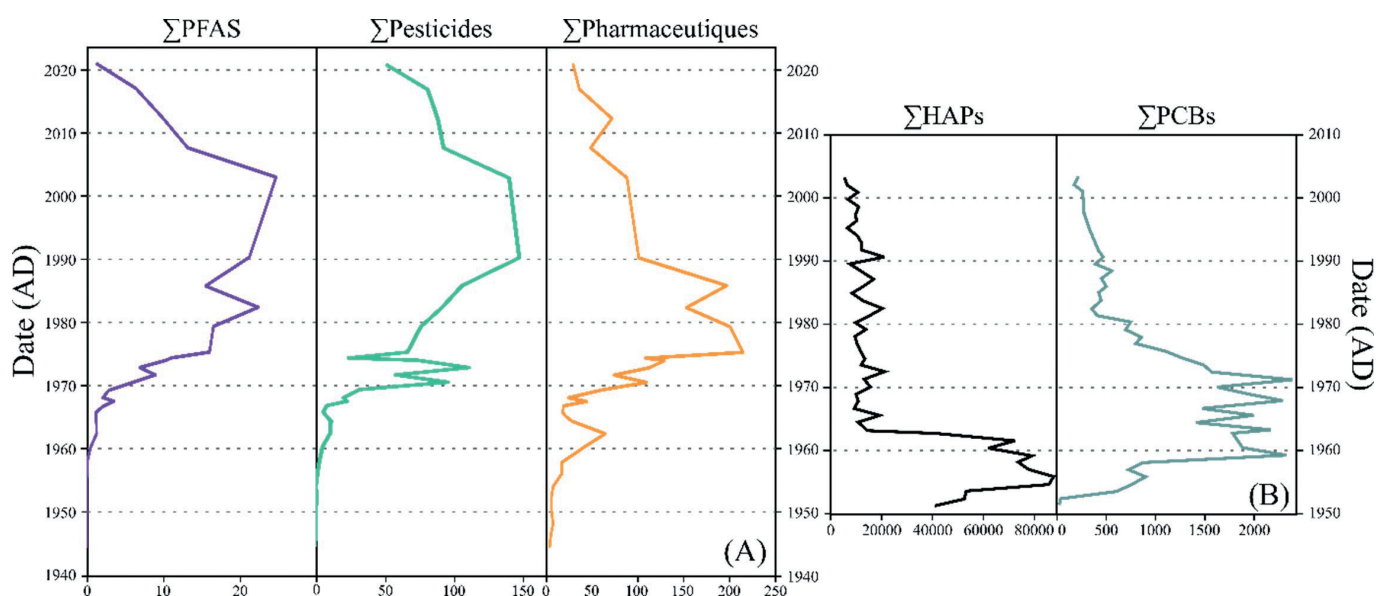 ∑PFAS ∑Pesticides ∑Pharmaceutiques
∑HAPs ∑PCBs
Date (AD)
2020
2010
2000
1990
1980
1970
1960
1950
1940
0 10 20
0 50 100 150
0 50 100 150 200 250
(A)
2020
2010
2000
1990
1980
1970
1960
1950
1940
0 20000 40000 60000 80000
0 500 1000 1500 2000
(B)
2010
2000
1990
1980
1970
1960
1950
Date (AD)